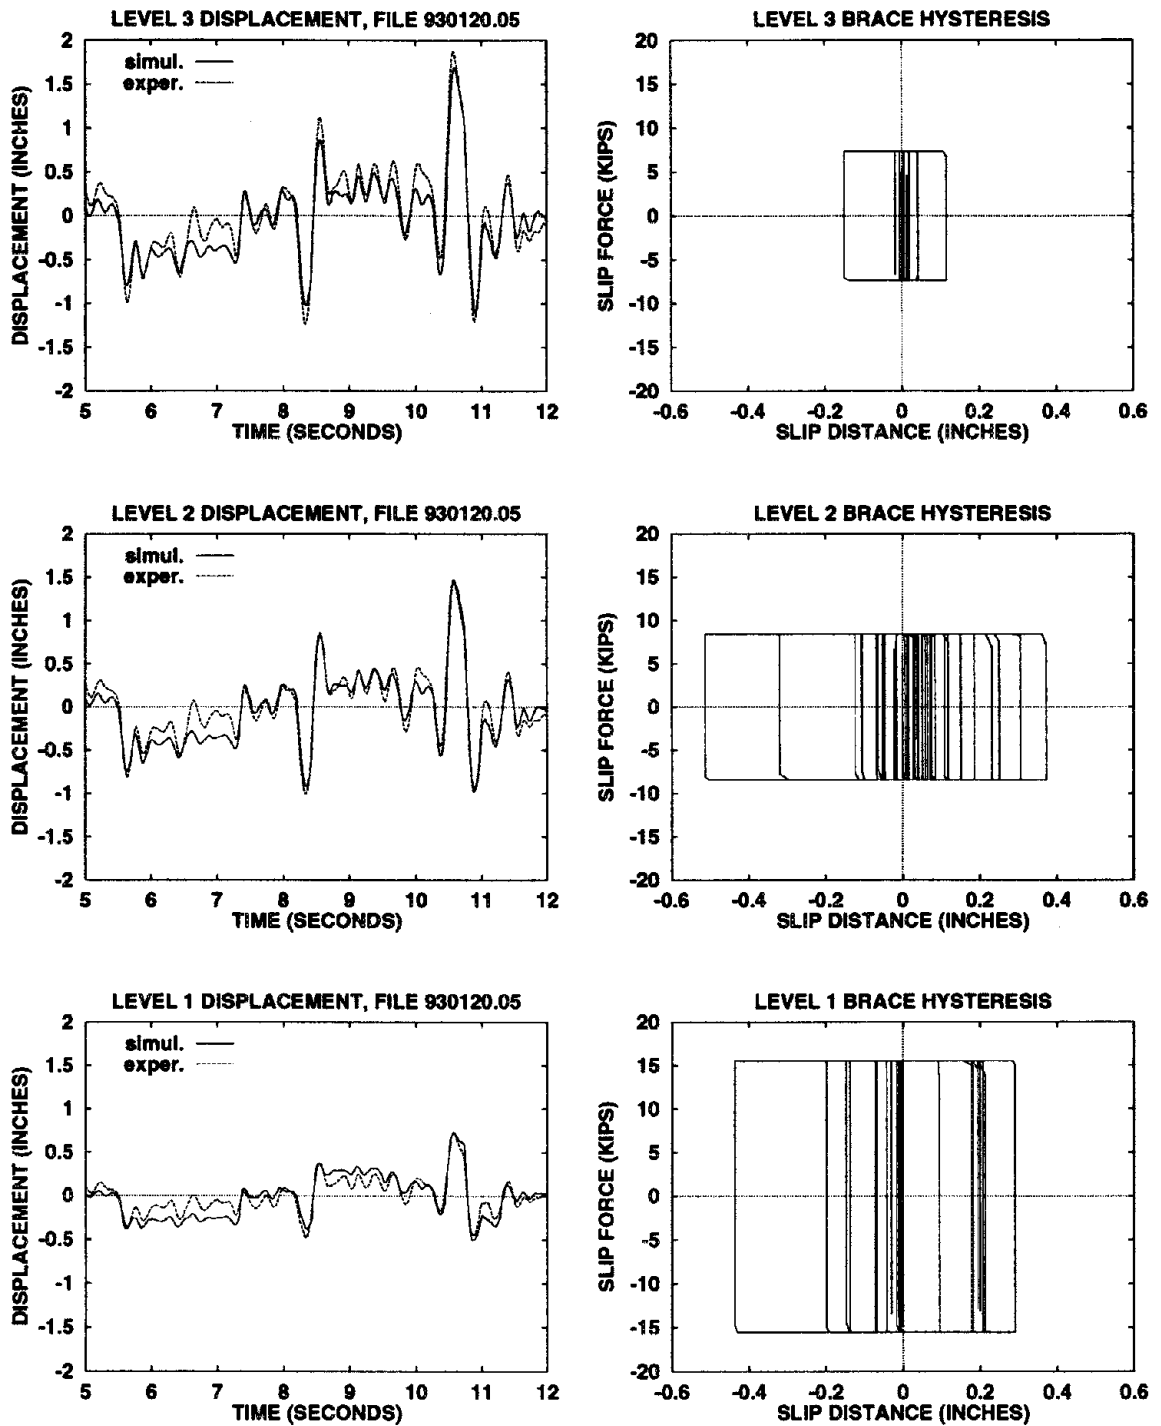 LEVEL 3 DISPLACEMENT, FILE 930120.05
DISPLACEMENT (INCHES)
2
1.5
1
0.5
0
-0.5
-1
-1.5
-2
simul.
exper.
5 6 7 8 9 10 11 12
TIME (SECONDS)
LEVEL 3 BRACE HYSTERESIS
SLIP FORCE (KIPS)
20
15
10
5
0
-5
-10
-15
-20
-0.6 -0.4 -0.2 0 0.2 0.4 0.6
SLIP DISTANCE (INCHES)
LEVEL 2 DISPLACEMENT, FILE 930120.05
DISPLACEMENT (INCHES)
2
1.5
1
0.5
0
-0.5
-1
-1.5
-2
simul.
exper.
5 6 7 8 9 10 11 12
TIME (SECONDS)
LEVEL 2 BRACE HYSTERESIS
SLIP FORCE (KIPS)
20
15
10
5
0
-5
-10
-15
-20
-0.6 -0.4 -0.2 0 0.2 0.4 0.6
SLIP DISTANCE (INCHES)
LEVEL 1 DISPLACEMENT, FILE 930120.05
DISPLACEMENT (INCHES)
2
1.5
1
0.5
0
-0.5
-1
-1.5
-2
simul.
exper.
5 6 7 8 9 10 11 12
TIME (SECONDS)
LEVEL 1 BRACE HYSTERESIS
SLIP FORCE (KIPS)
20
15
10
5
0
-5
-10
-15
-20
-0.6 -0.4 -0.2 0 0.2 0.4 0.6
SLIP DISTANCE (INCHES)